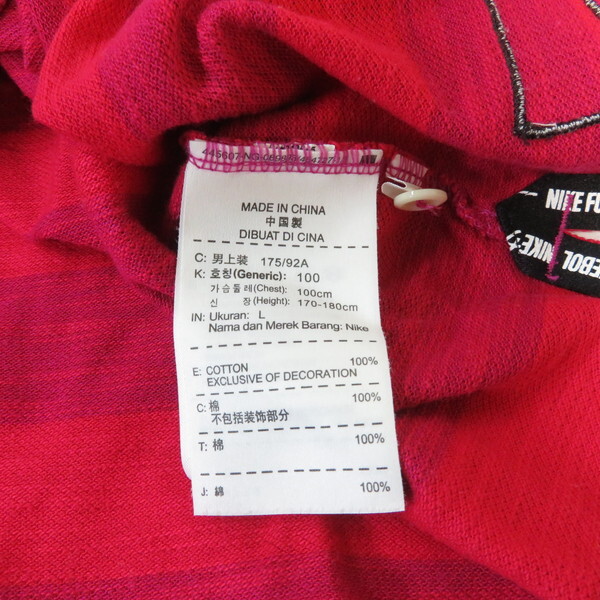 MADE IN CHINA
中国製
DIBUAT DI CINA
C: 男上装 175/92A
K: 호칭(Generic): 100
가슴둘레(Chest): 100cm
신 장(Height): 170-180cm
IN: Ukuran: L
Nama dan Merek Barang: Nike
E: COTTON 100%
EXCLUSIVE OF DECORATION
C: 棉 100%
不包括装饰部分
T: 棉 100%
J: 綿 100%
NIKE FO
NIKE